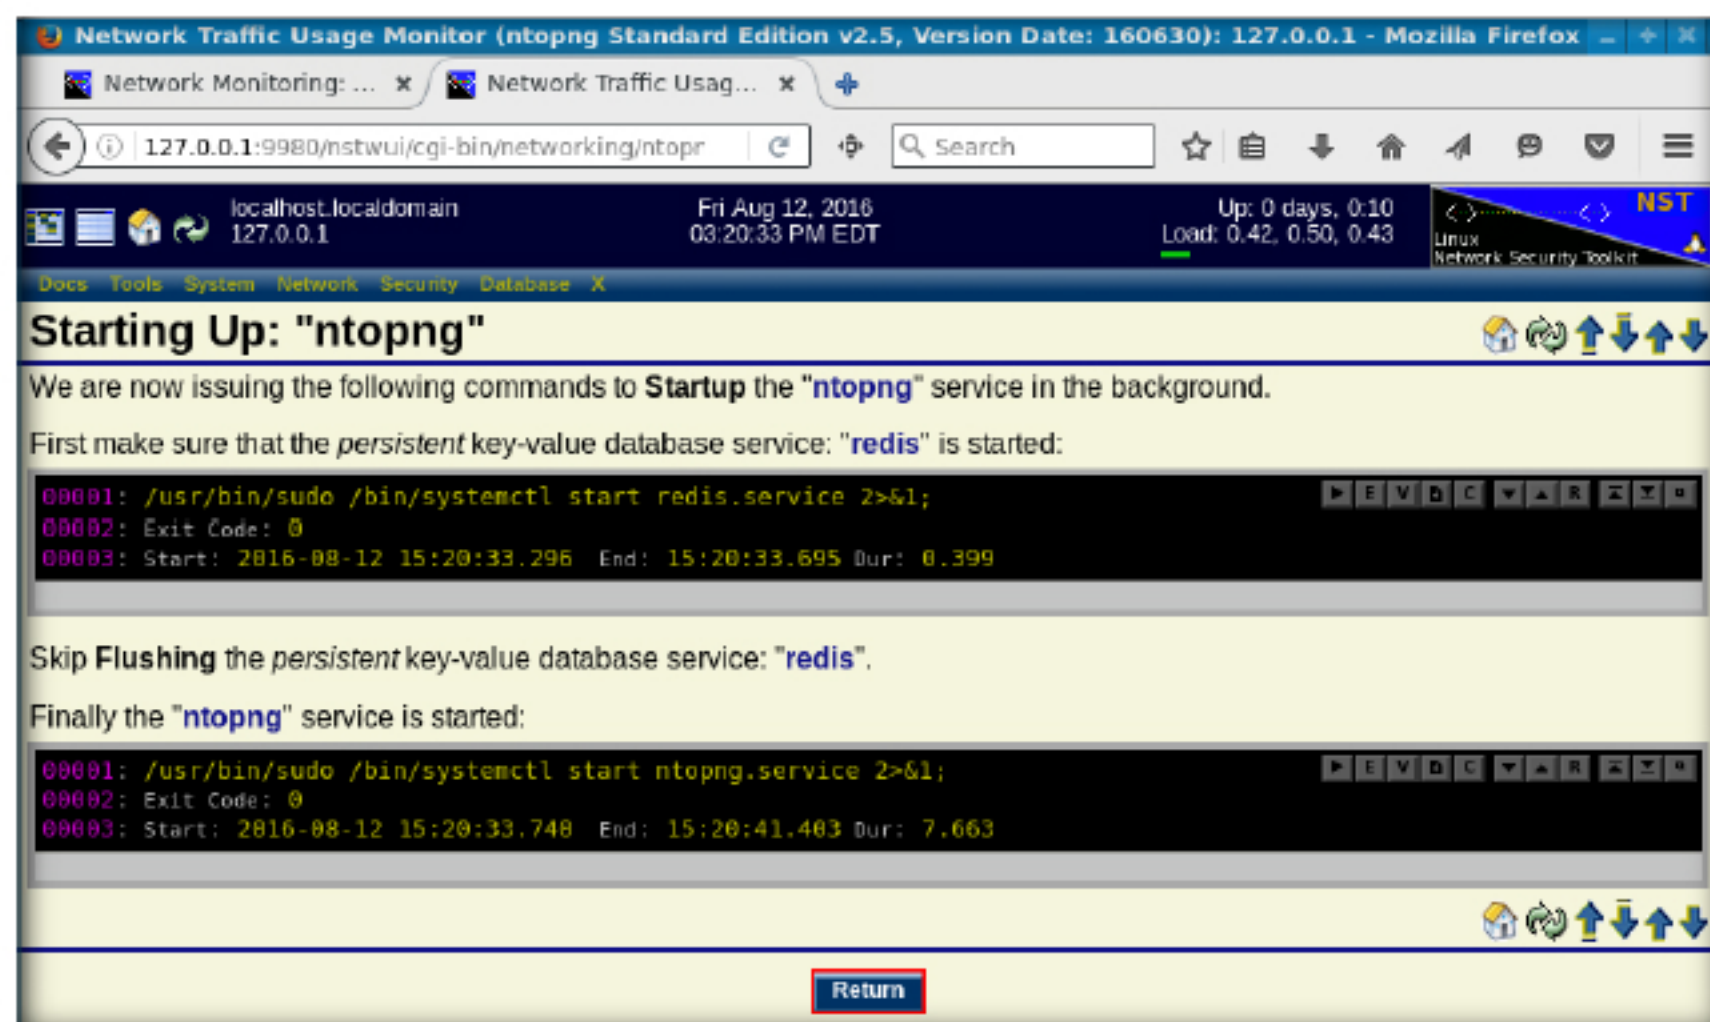 Network Traffic Usage Monitor (ntopng Standard Edition v2.5, Version Date: 160630): 127.0.0.1 - Mozilla Firefox
Network Monitoring: ...
Network Traffic Usag...
127.0.0.1:9980/nstwui/cgi-bin/networking/ntopr
Search
localhost.localdomain
127.0.0.1
Fri Aug 12, 2016
03:20:33 PM EDT
Up: 0 days, 0:10
Load: 0.42, 0.50, 0.43
NST
Linux
Network Security Toolkit
Docs Tools System Network Security Database X
Starting Up: "ntopng"
We are now issuing the following commands to Startup the "ntopng" service in the background.
First make sure that the persistent key-value database service: "redis" is started:
00001: /usr/bin/sudo /bin/systemctl start redis.service 2>&1;
E V D C R
00002: Exit Code: 0
00003: Start: 2016-08-12 15:20:33.296 End: 15:20:33.695 Dur: 0.399
Skip Flushing the persistent key-value database service: "redis".
Finally the "ntopng" service is started:
00001: /usr/bin/sudo /bin/systemctl start ntopng.service 2>&1;
E V D C R
00002: Exit Code: 0
00003: Start: 2016-08-12 15:20:33.740 End: 15:20:41.403 Dur: 7.663
Return